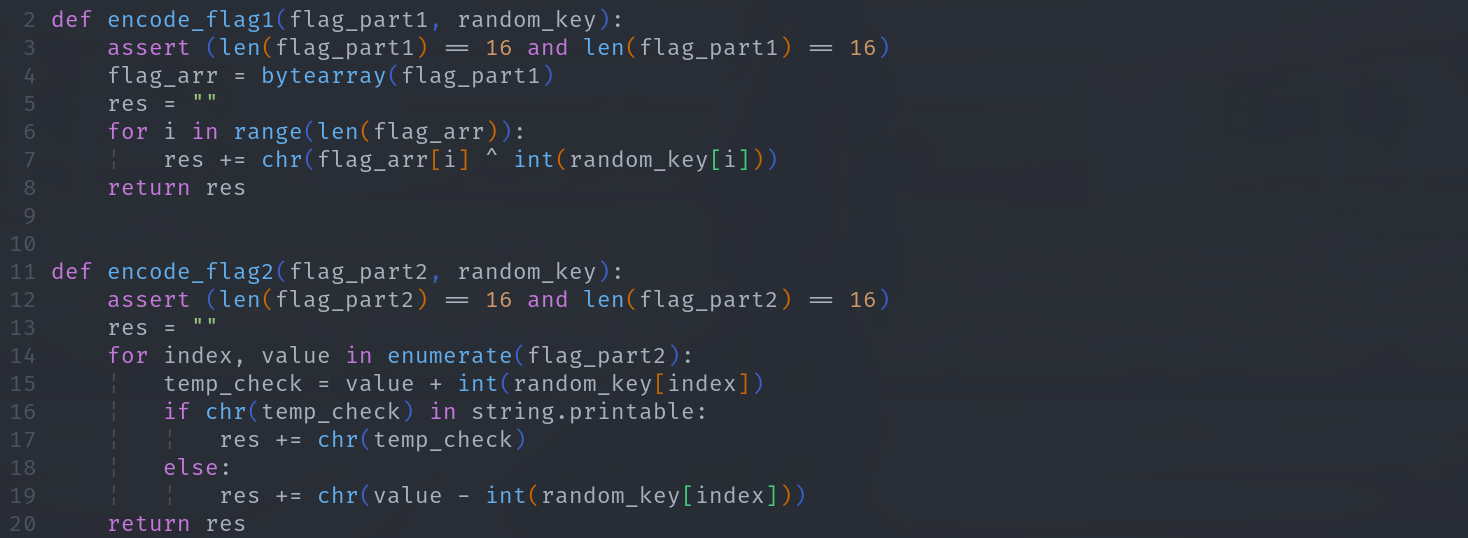 2 def encode_flag1(flag_part1, random_key):
3     assert (len(flag_part1) == 16 and len(flag_part1) == 16)
4     flag_arr = bytearray(flag_part1)
5     res = ""
6     for i in range(len(flag_arr)):
7         res += chr(flag_arr[i] ^ int(random_key[i]))
8     return res
9
10
11 def encode_flag2(flag_part2, random_key):
12     assert (len(flag_part2) == 16 and len(flag_part2) == 16)
13     res = ""
14     for index, value in enumerate(flag_part2):
15         temp_check = value + int(random_key[index])
16         if chr(temp_check) in string.printable:
17             res += chr(temp_check)
18         else:
19             res += chr(value - int(random_key[index]))
20     return res